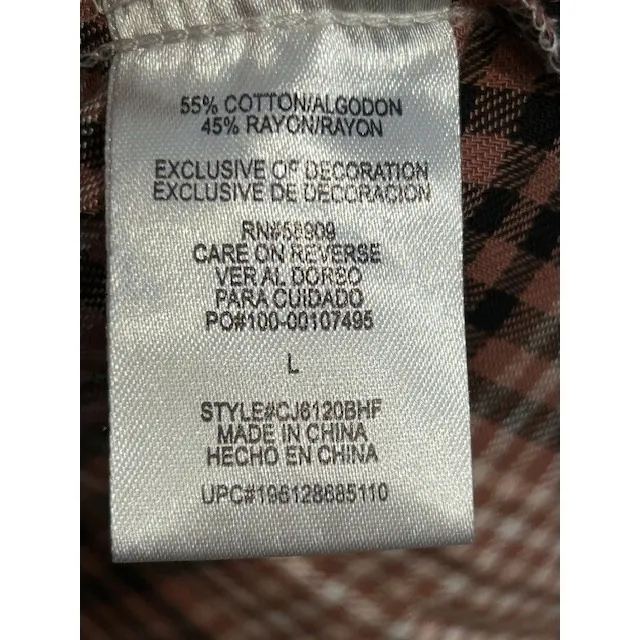 55% COTTON/ALGODON
45% RAYON/RAYON
EXCLUSIVE OF DECORATION
EXCLUSIVE DE DECORACION
RN#58909
CARE ON REVERSE
VER AL DORSO
PARA CUIDADO
PO#100-00107495
L
STYLE#CJ6120BHF
MADE IN CHINA
HECHO EN CHINA
UPC#196128685110